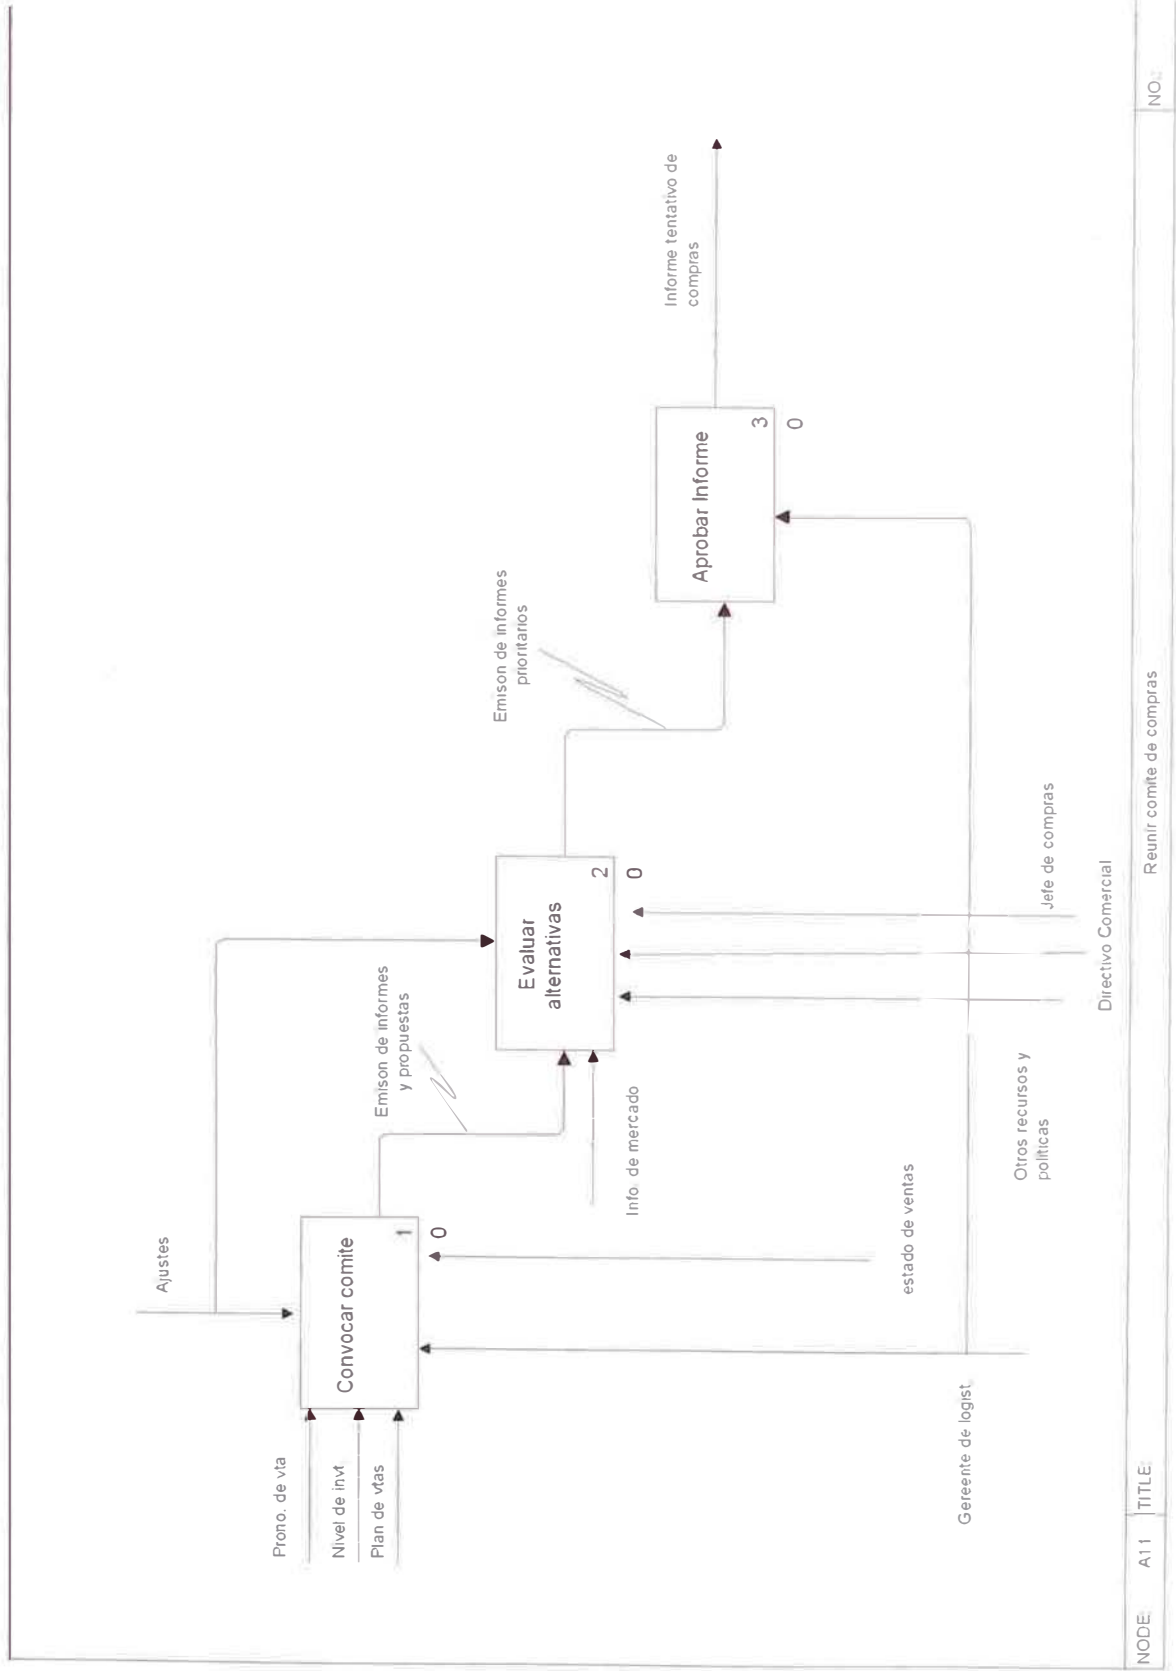 Ajustes
Prono. de vta
Nivel de invt
Plan de vtas
Convocar comite
1
0
Emison de informes
y propuestas
Evaluar
alternativas
2
0
Info. de mercado
Emison de informes
prioritarios
Aprobar Informe
3
0
Informe tentativo de
compras
estado de ventas
Gereente de logist.
Otros recursos y
politicas
Directivo Comercial
Jefe de compras
NODE: A11
TITLE:
Reunir comite de compras
NO.: